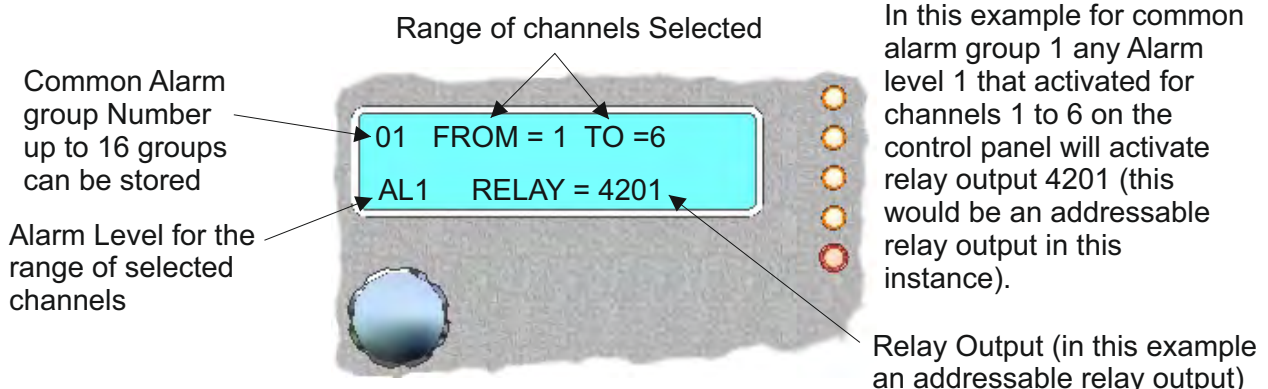 Range of channels Selected
Common Alarm
group Number
up to 16 groups
can be stored
Alarm Level for the
range of selected
channels
01 FROM = 1 TO =6
AL1 RELAY = 4201
In this example for common
alarm group 1 any Alarm
level 1 that activated for
channels 1 to 6 on the
control panel will activate
relay output 4201 (this
would be an addressable
relay output in this
instance).
Relay Output (in this example
an addressable relay output)